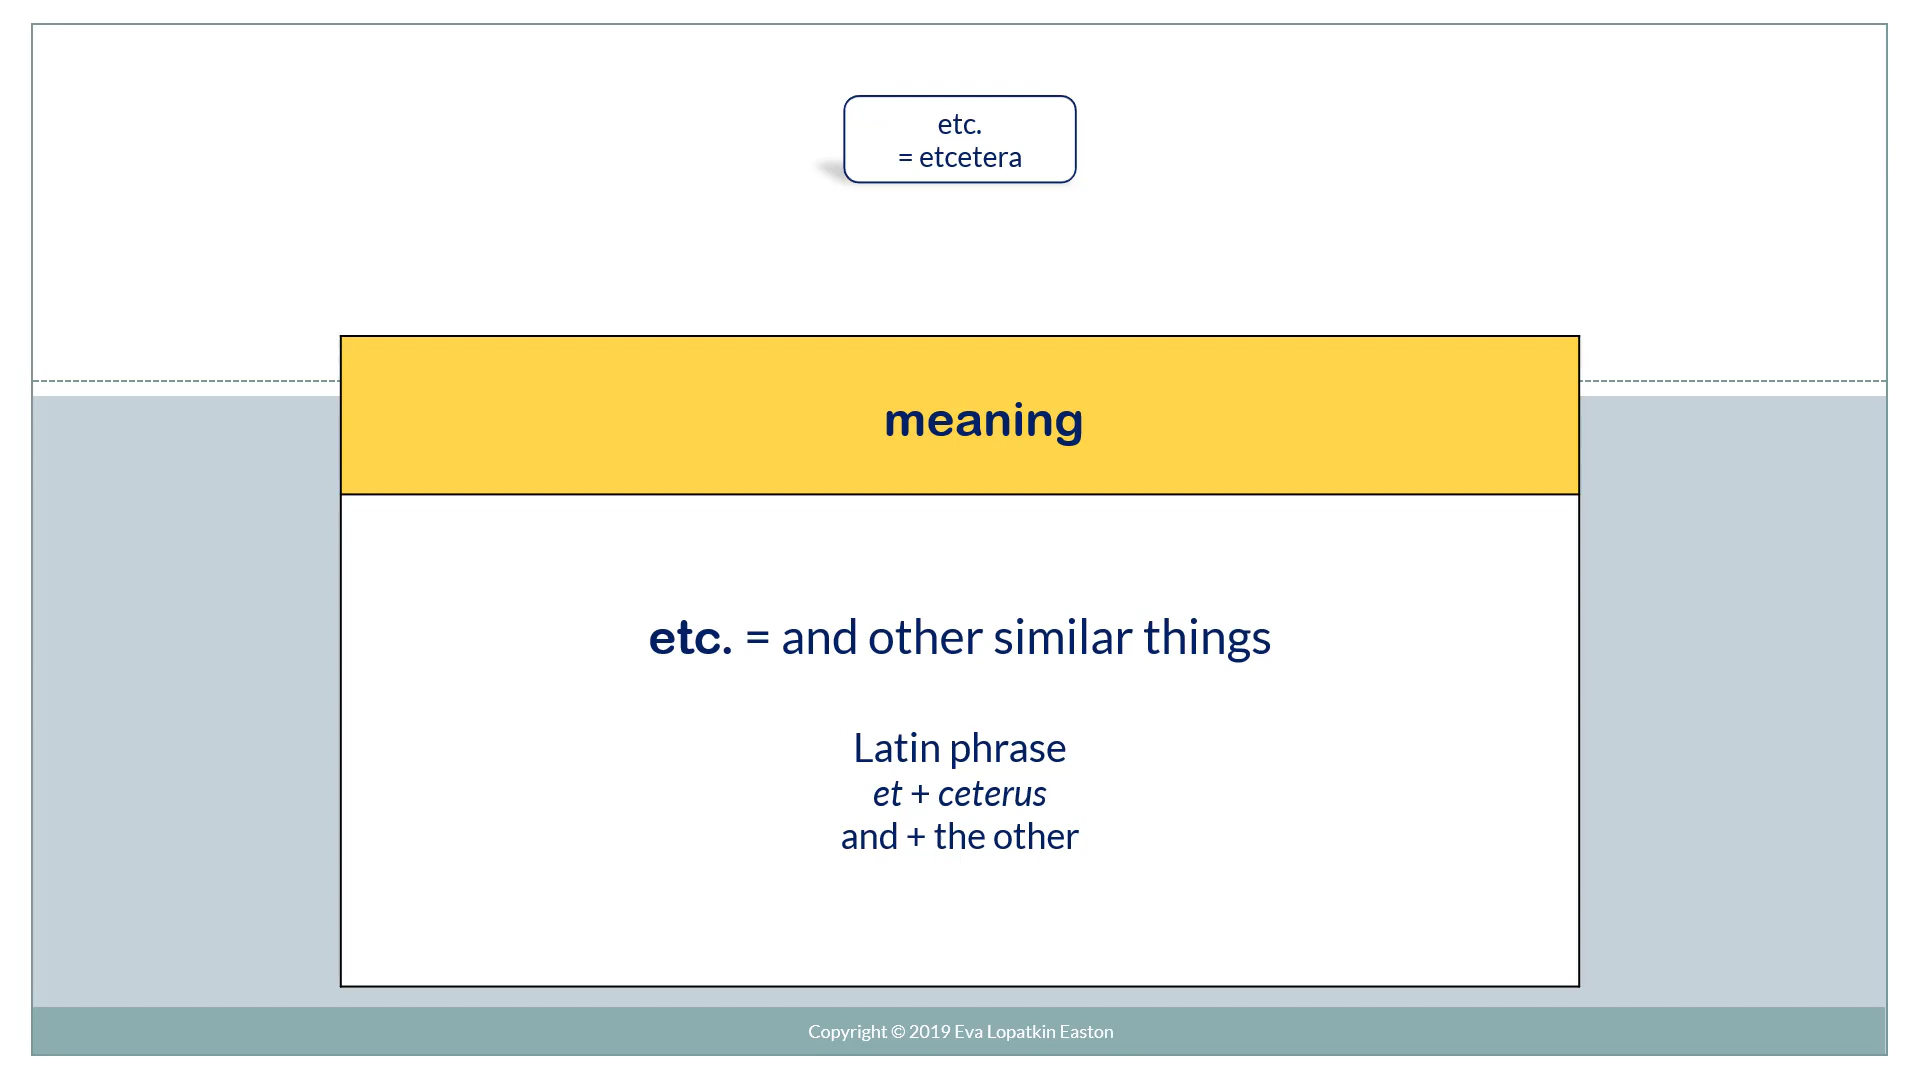 etc.
= etcetera
meaning
etc. = and other similar things
Latin phrase
et + ceterus
and + the other
Copyright © 2019 Eva Lopatkin Easton